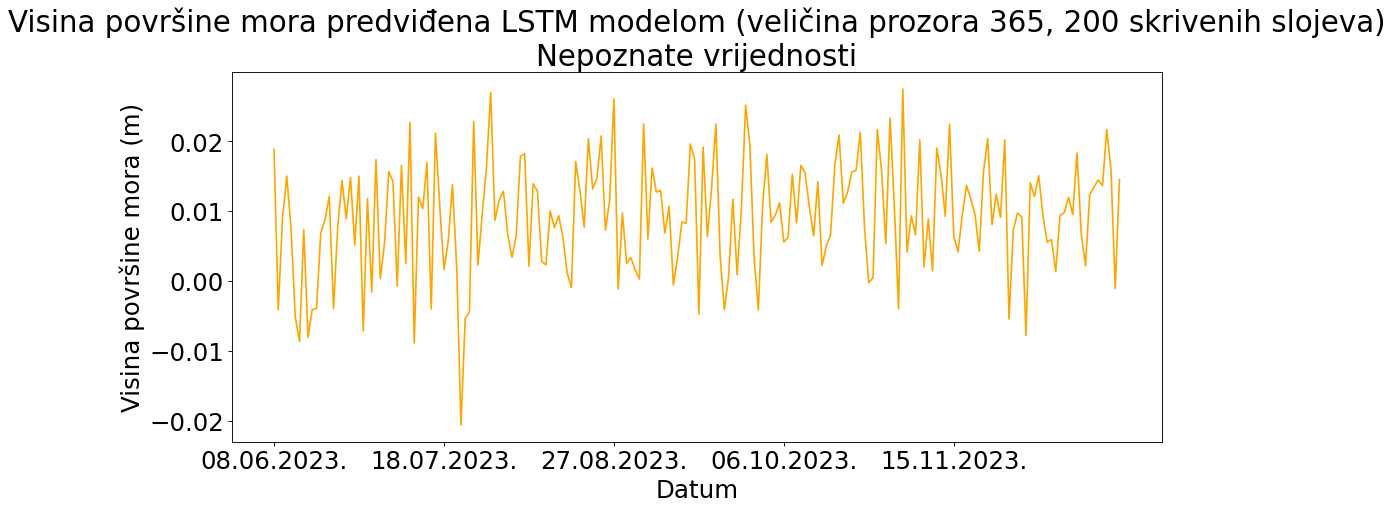 Visina površine mora predviđena LSTM modelom (veličina prozora 365, 200 skrivenih slojeva)
Nepoznate vrijednosti
Visina površine mora (m)
0.02
0.01
0.00
−0.01
−0.02
08.06.2023.
18.07.2023.
27.08.2023.
06.10.2023.
15.11.2023.
Datum